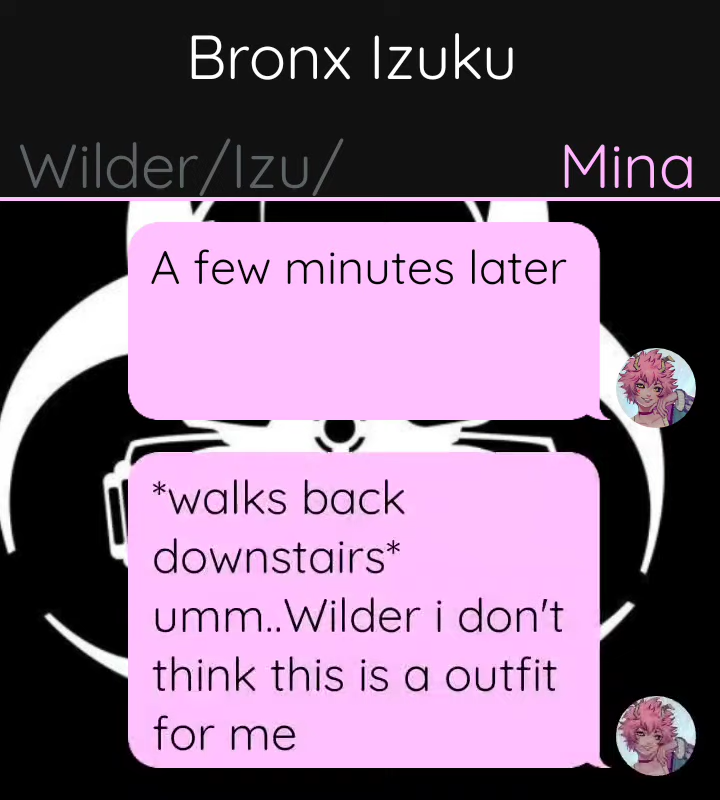 Bronx Izuku
Wilder/Izu/
Mina
A few minutes later
*walks back
downstairs*
umm..Wilder i don't
think this is a outfit
for me